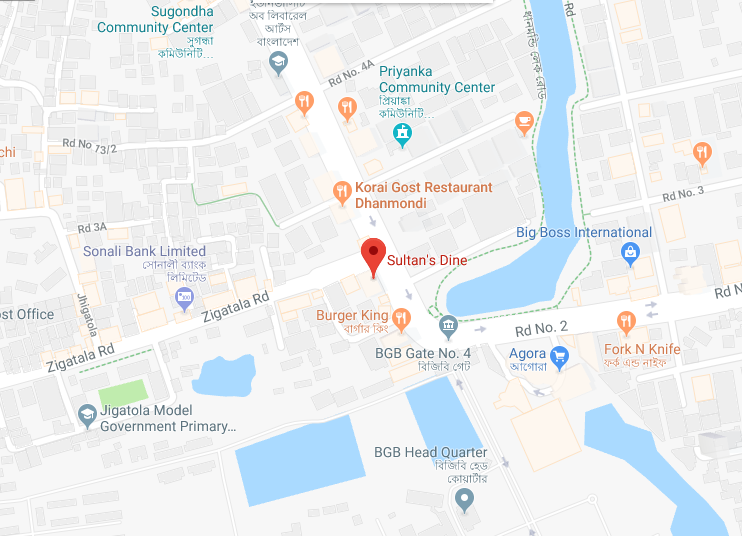 Sugondha
Community Center
সুগন্ধা
কমিউনিটি...
অব লিবারেল
আর্টস
বাংলাদেশ
Rd No. 4A
Priyanka
Community Center
প্রিয়াঙ্কা
কমিউনিটি...
ধানমন্ডি লেক রোড
Rd
Rd No 73/2
chi
Korai Gost Restaurant
Dhanmondi
Rd No. 3
Rd 3A
Big Boss International
Sonali Bank Limited
সোনালী ব্যাংক
লিমিটেড
Sultan's Dine
Jhigatola
Zigatala Rd
ost Office
Burger King
বার্গার কিং
Rd N
Rd No. 2
BGB Gate No. 4
বিজিবি গেট
Agora
আগোরা
Fork N Knife
ফর্ক এন্ড নাইফ
Zigatala Rd
Jigatola Model
Government Primary...
BGB Head Quarter
বিজিবি হেড
কোয়ার্টার